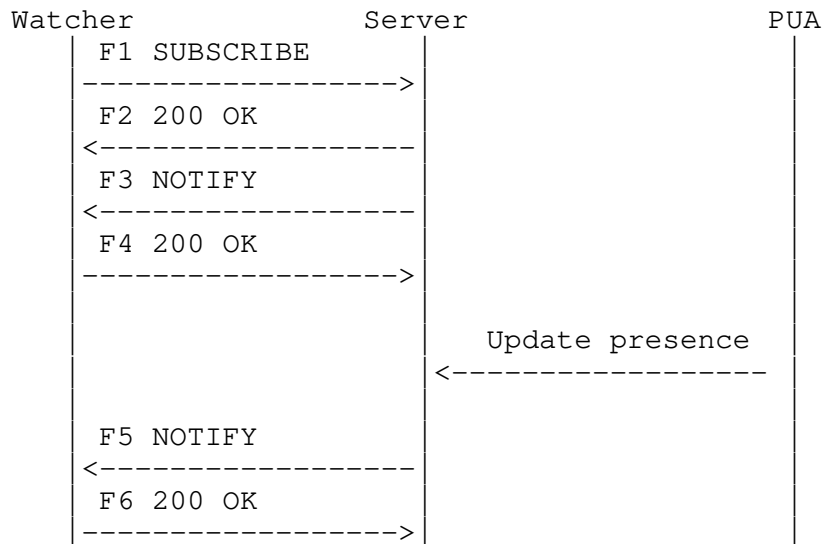 Watcher Server PUA
F1 SUBSCRIBE
F2 200 OK
F3 NOTIFY
F4 200 OK
Update presence
F5 NOTIFY
F6 200 OK